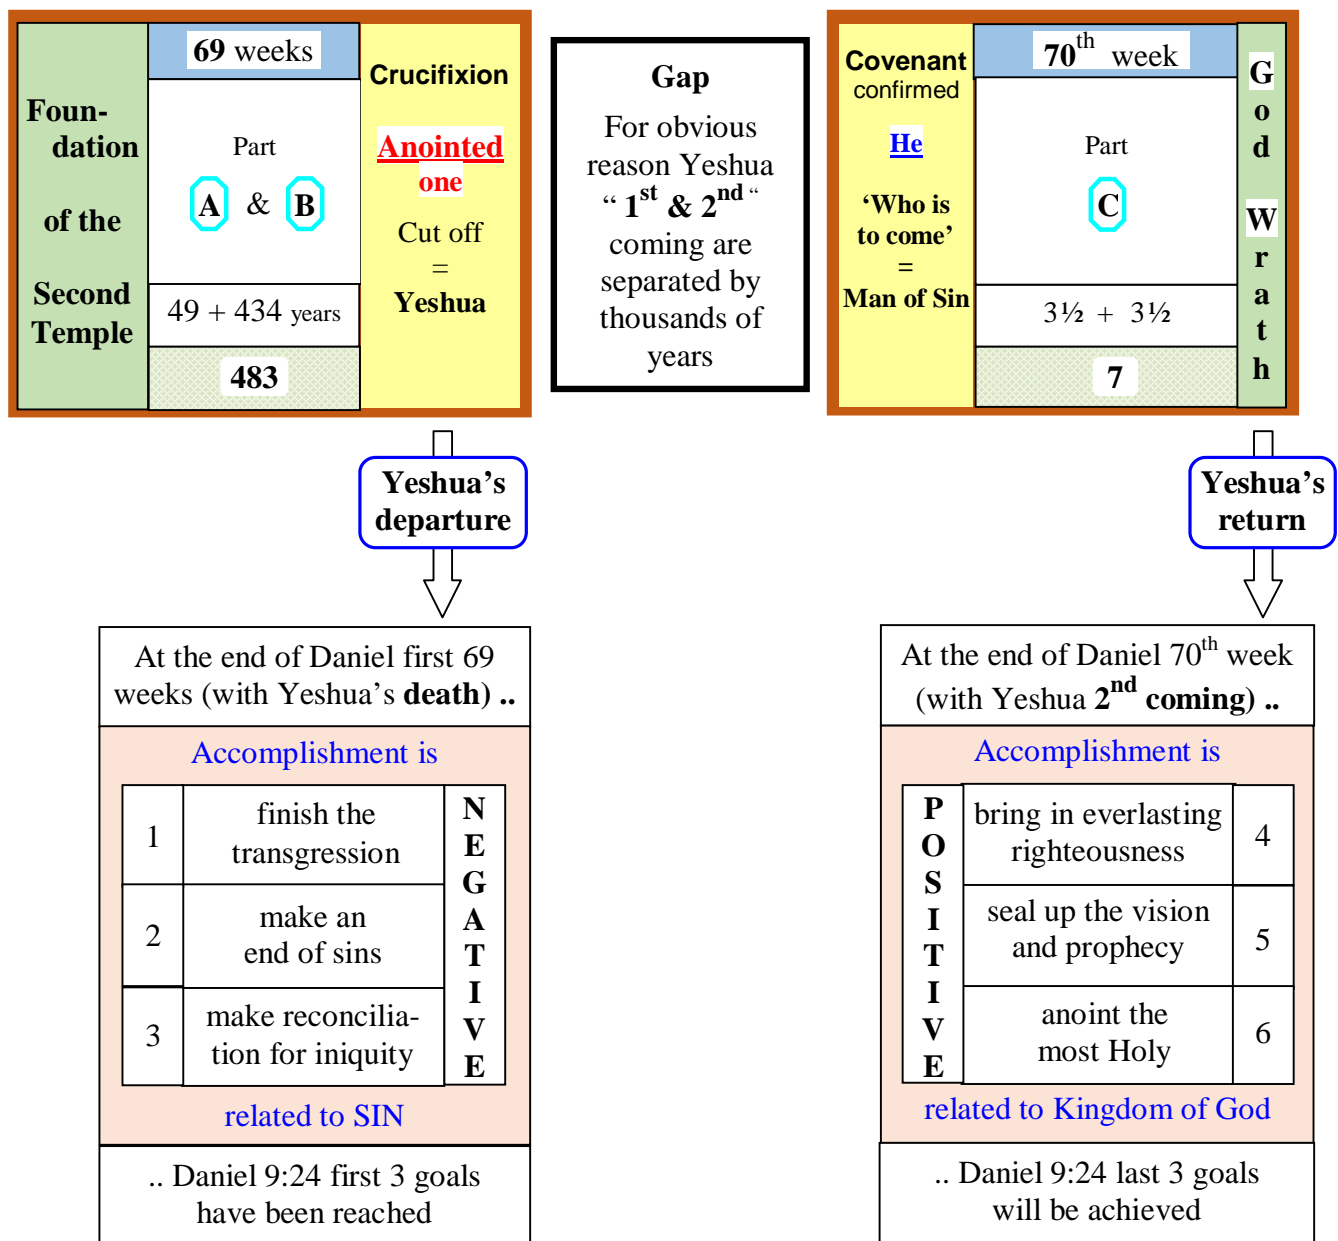 Foun-
dation
of the
Second
Temple
69 weeks
Part
A & B
49 + 434 years
483
Crucifixion
Anointed
one
Cut off
=
Yeshua
Gap
For obvious
reason Yeshua
“ 1st & 2nd “
coming are
separated by
thousands of
years
Covenant
confirmed
He
‘Who is
to come’
=
Man of Sin
70th week
Part
C
3½ + 3½
7
G
o
d
W
r
a
t
h
Yeshua’s
departure
Yeshua’s
return
At the end of Daniel first 69
weeks (with Yeshua’s death) ..
Accomplishment is
1
finish the
transgression
2
make an
end of sins
3
make reconcilia-
tion for iniquity
N
E
G
A
T
I
V
E
related to SIN
.. Daniel 9:24 first 3 goals
have been reached
At the end of Daniel 70th week
(with Yeshua 2nd coming) ..
Accomplishment is
P
O
S
I
T
I
V
E
bring in everlasting
righteousness
4
seal up the vision
and prophecy
5
anoint the
most Holy
6
related to Kingdom of God
.. Daniel 9:24 last 3 goals
will be achieved